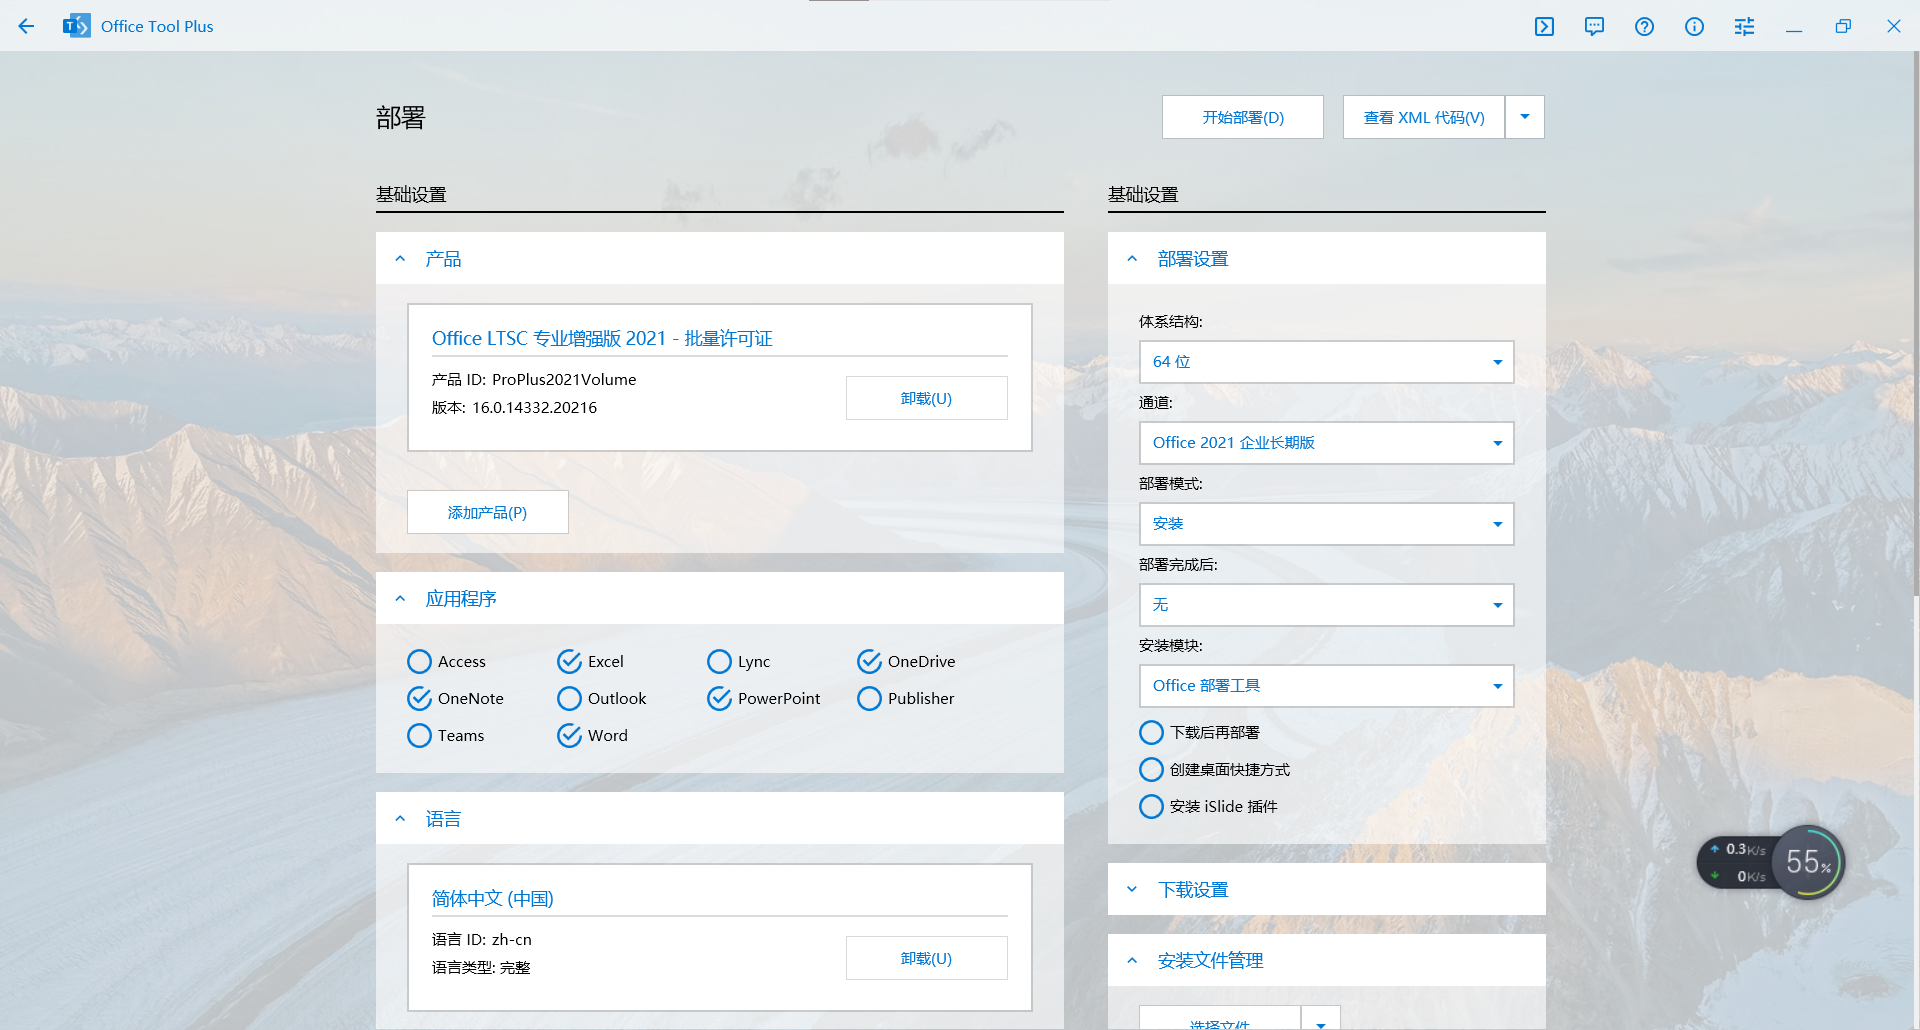 Office Tool Plus
部署
开始部署(D)
查看 XML 代码(V)
基础设置
产品
Office LTSC 专业增强版 2021 - 批量许可证
产品 ID: ProPlus2021Volume
版本: 16.0.14332.20216
卸载(U)
添加产品(P)
应用程序
Access
Excel
Lync
OneDrive
OneNote
Outlook
PowerPoint
Publisher
Teams
Word
语言
简体中文 (中国)
语言 ID: zh-cn
语言类型: 完整
卸载(U)
基础设置
部署设置
体系结构:
64 位
通道:
Office 2021 企业长期版
部署模式:
安装
部署完成后:
无
安装模块:
Office 部署工具
下载后再部署
创建桌面快捷方式
安装 iSlide 插件
下载设置
安装文件管理
选择文件
0.3K/s
0K/s
55%